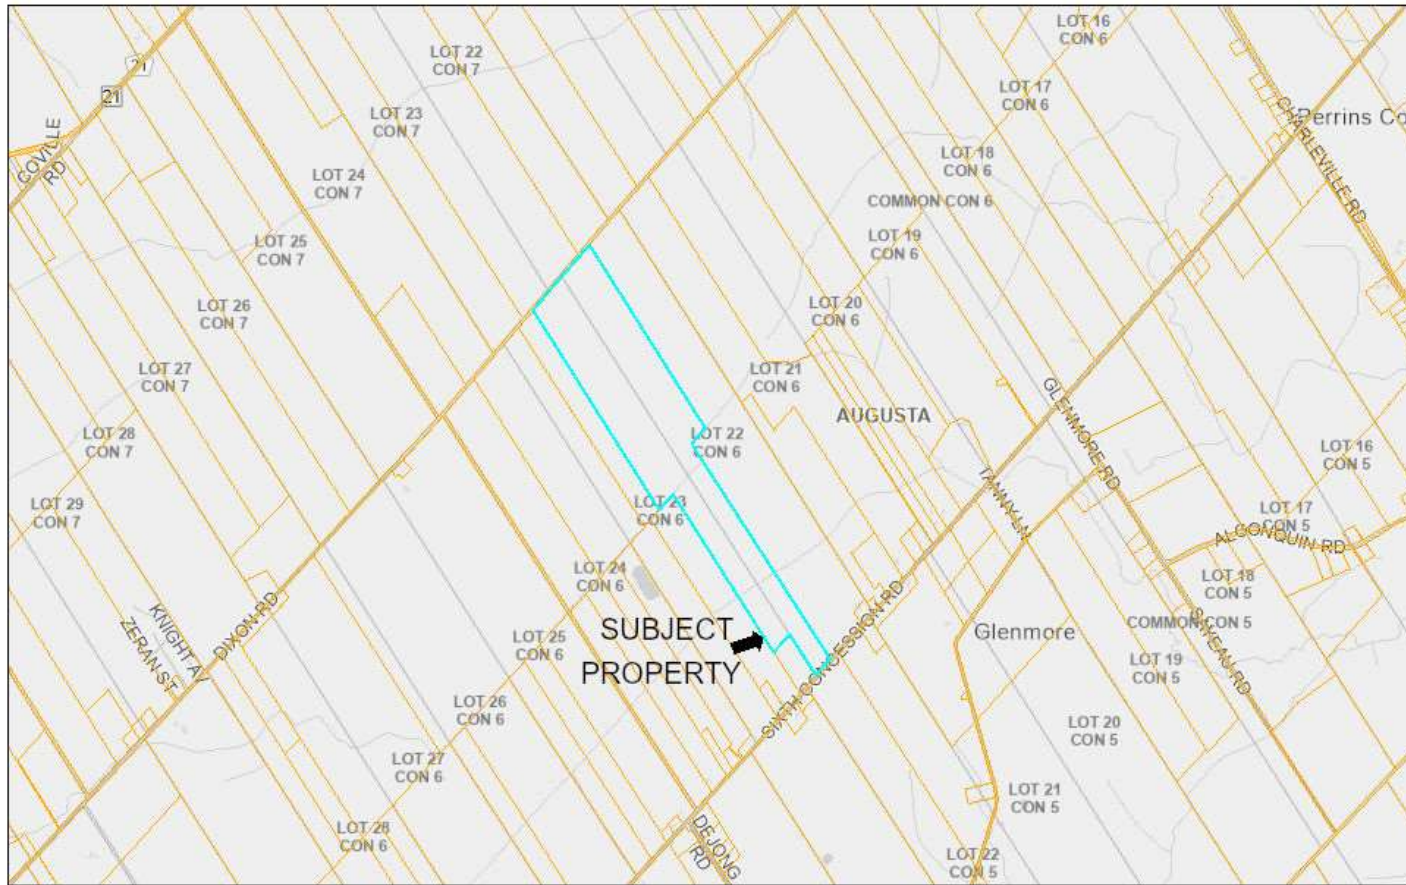 LOT 16
CON 6
LOT 22
CON 7
21
21
LOT 17
CON 6
LOT 23
CON 7
CHARLEVILLE RD
Perrins Co
COVILLE
RD
LOT 18
CON 6
LOT 24
CON 7
COMMON CON 6
LOT 25
CON 7
LOT 19
CON 6
LOT 26
CON 7
LOT 20
CON 6
LOT 27
CON 7
LOT 21
CON 6
AUGUSTA
GLENMORE RD
LOT 28
CON 7
LOT 22
CON 6
LOT 16
CON 5
LOT 29
CON 7
LOT 23
CON 6
TANNY LN
LOT 17
CON 5
ALGONQUIN RD
LOT 24
CON 6
LOT 18
CON 5
KNIGHT AV
ZERAN ST
DIXON RD
SUBJECT
PROPERTY
SIXTH CONCESSION RD
Glenmore
COMMON CON 5
LOT 25
CON 6
LOT 19
CON 5
LOT 26
CON 6
LOT 20
CON 5
LOT 27
CON 6
LOT 21
CON 5
LOT 28
CON 6
DEJONG
RD
LOT 22
CON 5